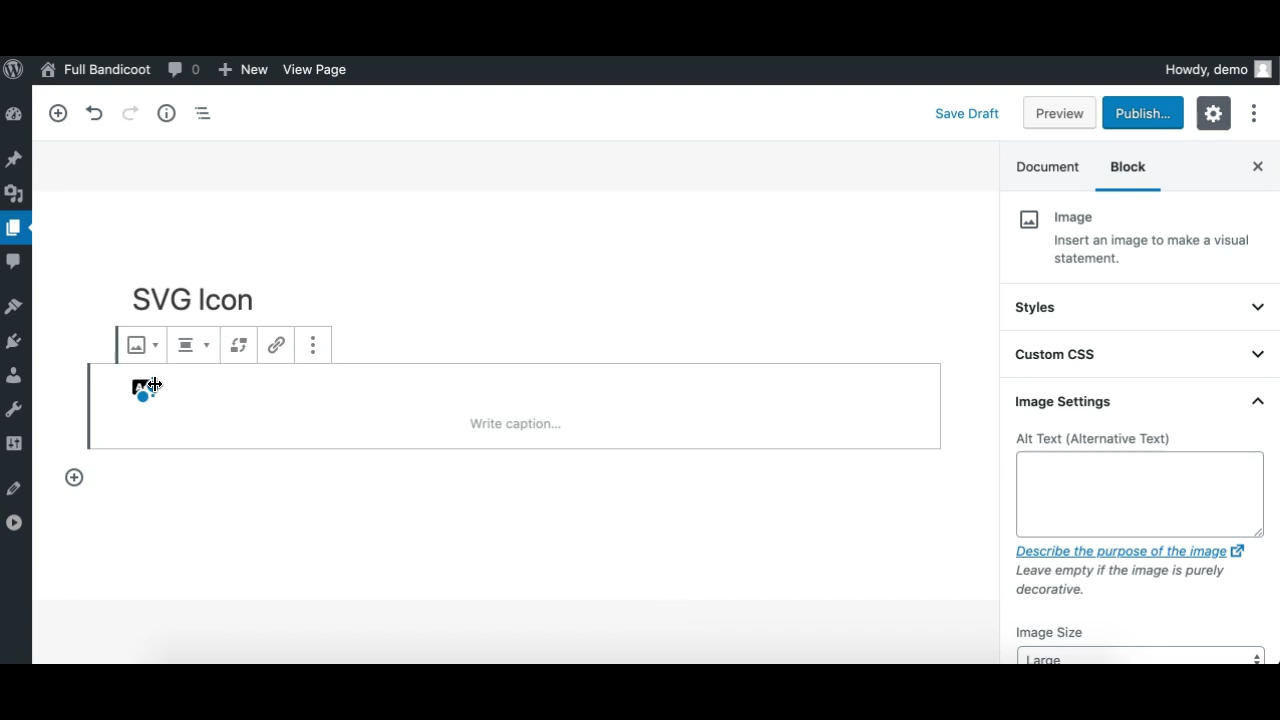 Full Bandicoot
0
New
View Page
Howdy, demo
Save Draft
Preview
Publish...
Document
Block
Image
Insert an image to make a visual
statement.
Styles
SVG Icon
Custom CSS
Image Settings
Alt Text (Alternative Text)
Write caption...
Describe the purpose of the image
Leave empty if the image is purely
decorative.
Image Size
Large